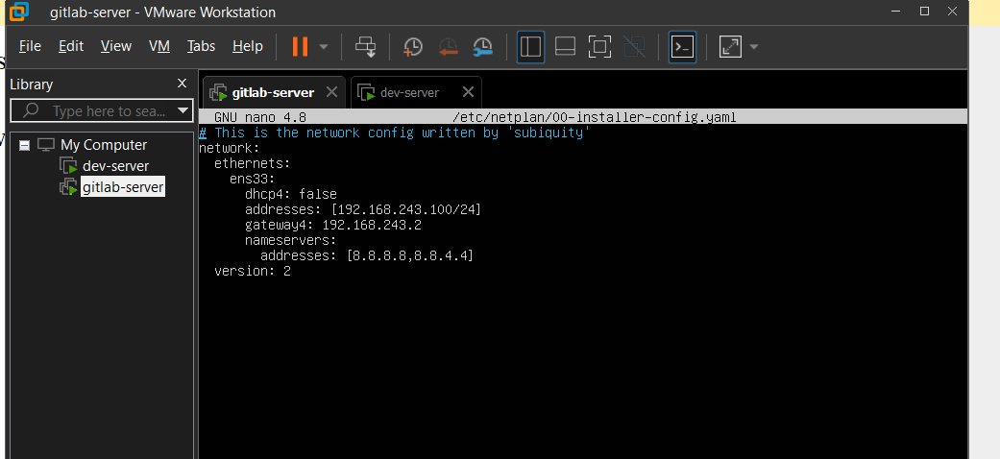 gitlab-server - VMware Workstation
File Edit View VM Tabs Help
Library X
Type here to sea...
My Computer
dev-server
gitlab-server
gitlab-server dev-server
GNU nano 4.8 /etc/netplan/00-installer-config.yaml
# This is the network config written by 'subiquity'
network:
  ethernets:
    ens33:
      dhcp4: false
      addresses: [192.168.243.100/24]
      gateway4: 192.168.243.2
      nameservers:
        addresses: [8.8.8.8,8.8.4.4]
  version: 2